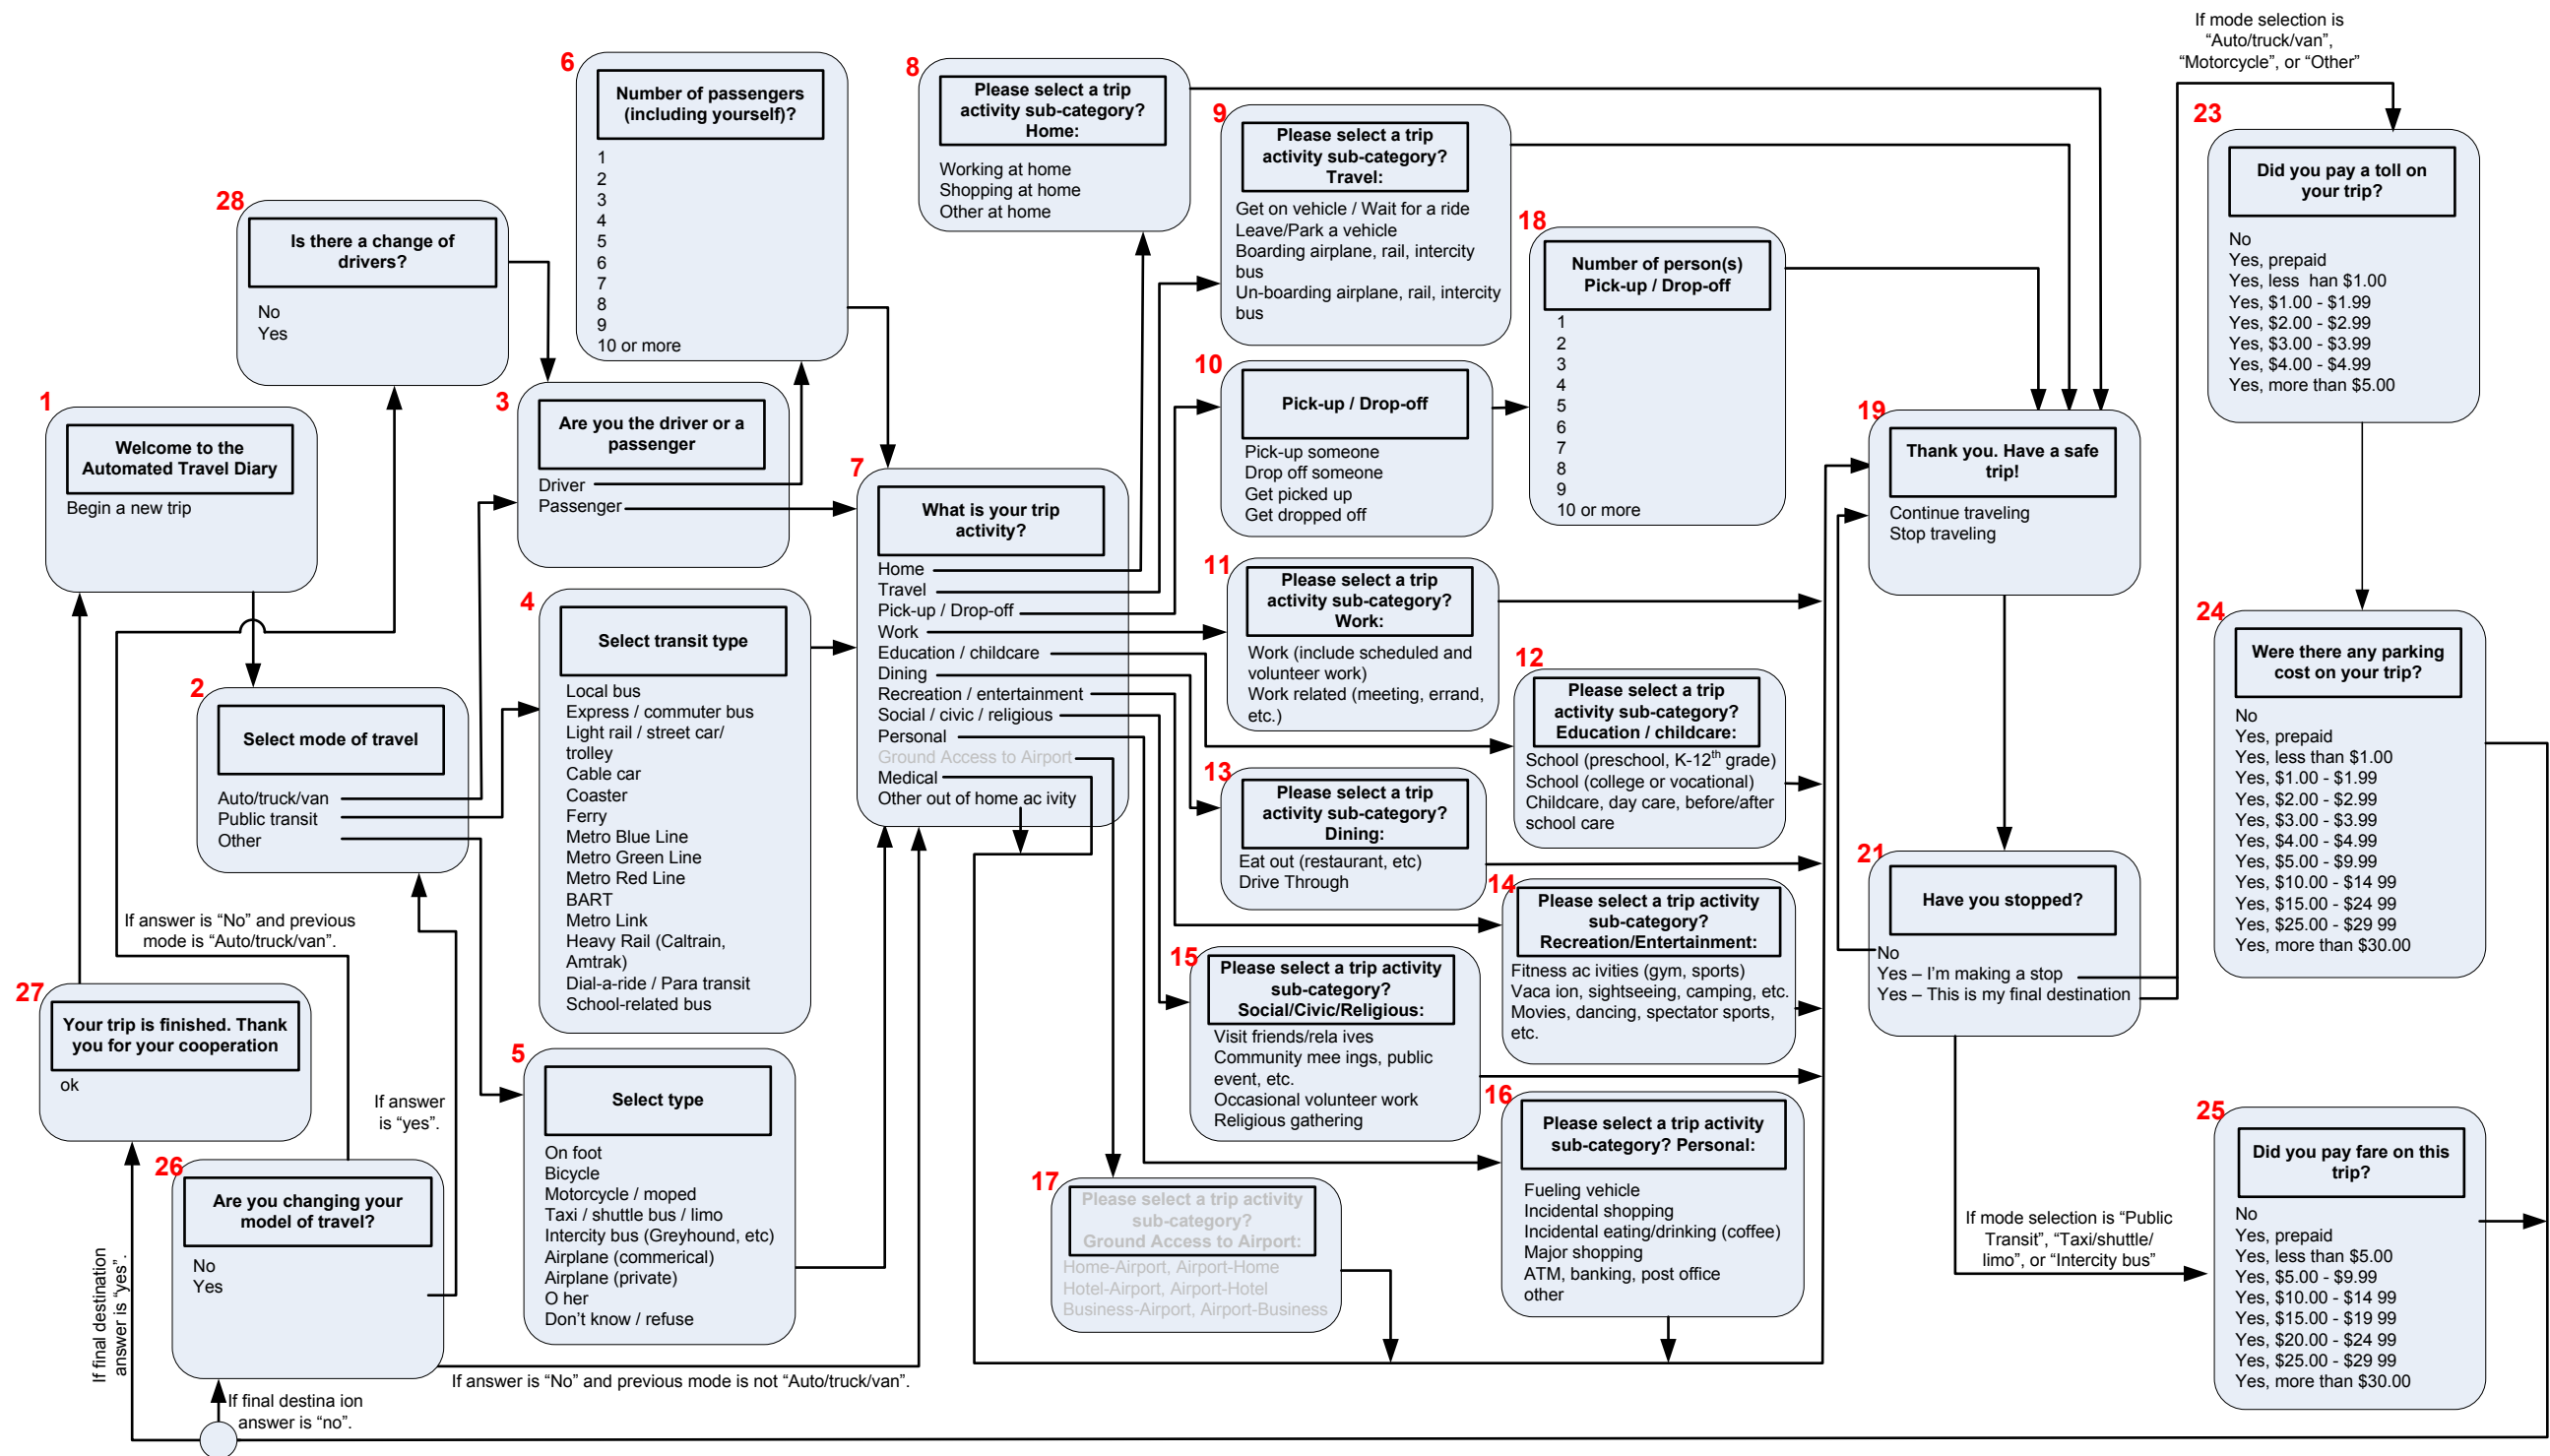 1
Welcome to the
Automated Travel Diary
Begin a new trip
2
Select mode of travel
Auto/truck/van
Public transit
Other
28
Is there a change of
drivers?
No
Yes
3
Are you the driver or a
passenger
Driver
Passenger
4
Select transit type
Local bus
Express / commuter bus
Light rail / street car/
trolley
Cable car
Coaster
Ferry
Metro Blue Line
Metro Green Line
Metro Red Line
BART
Metro Link
Heavy Rail (Caltrain,
Amtrak)
Dial-a-ride / Para transit
School-related bus
5
Select type
On foot
Bicycle
Motorcycle / moped
Taxi / shuttle bus / limo
Intercity bus (Greyhound, etc)
Airplane (commerical)
Airplane (private)
O her
Don't know / refuse
6
Number of passengers
(including yourself)?
1
2
3
4
5
6
7
8
9
10 or more
7
What is your trip
activity?
Home
Travel
Pick-up / Drop-off
Work
Education / childcare
Dining
Recreation / entertainment
Social / civic / religious
Personal
Ground Access to Airport
Medical
Other out of home ac ivity
8
Please select a trip
activity sub-category?
Home:
Working at home
Shopping at home
Other at home
9
Please select a trip
activity sub-category?
Travel:
Get on vehicle / Wait for a ride
Leave/Park a vehicle
Boarding airplane, rail, intercity
bus
Un-boarding airplane, rail, intercity
bus
10
Pick-up / Drop-off
Pick-up someone
Drop off someone
Get picked up
Get dropped off
18
Number of person(s)
Pick-up / Drop-off
1
2
3
4
5
6
7
8
9
10 or more
11
Please select a trip
activity sub-category?
Work:
Work (include scheduled and
volunteer work)
Work related (meeting, errand,
etc.)
12
Please select a trip
activity sub-category?
Education / childcare:
School (preschool, K-12th grade)
School (college or vocational)
Childcare, day care, before/after
school care
13
Please select a trip
activity sub-category?
Dining:
Eat out (restaurant, etc)
Drive Through
14
Please select a trip activity
sub-category?
Recreation/Entertainment:
Fitness ac ivities (gym, sports)
Vaca ion, sightseeing, camping, etc.
Movies, dancing, spectator sports,
etc.
15
Please select a trip activity
sub-category?
Social/Civic/Religious:
Visit friends/rela ives
Community mee ings, public
event, etc.
Occasional volunteer work
Religious gathering
16
Please select a trip activity
sub-category? Personal:
Fueling vehicle
Incidental shopping
Incidental eating/drinking (coffee)
Major shopping
ATM, banking, post office
other
17
Please select a trip activity
sub-category?
Ground Access to Airport:
Home-Airport, Airport-Home
Hotel-Airport, Airport-Hotel
Business-Airport, Airport-Business
19
Thank you. Have a safe
trip!
Continue traveling
Stop traveling
21
Have you stopped?
No
Yes – I'm making a stop
Yes – This is my final destination
If mode selection is
“Auto/truck/van”,
“Motorcycle”, or “Other”
23
Did you pay a toll on
your trip?
No
Yes, prepaid
Yes, less  han $1.00
Yes, $1.00 - $1.99
Yes, $2.00 - $2.99
Yes, $3.00 - $3.99
Yes, $4.00 - $4.99
Yes, more than $5.00
24
Were there any parking
cost on your trip?
No
Yes, prepaid
Yes, less than $1.00
Yes, $1.00 - $1.99
Yes, $2.00 - $2.99
Yes, $3.00 - $3.99
Yes, $4.00 - $4.99
Yes, $5.00 - $9.99
Yes, $10.00 - $14 99
Yes, $15.00 - $24 99
Yes, $25.00 - $29 99
Yes, more than $30.00
If mode selection is “Public
Transit”, “Taxi/shuttle/
limo”, or “Intercity bus”
25
Did you pay fare on this
trip?
No
Yes, prepaid
Yes, less than $5.00
Yes, $5.00 - $9.99
Yes, $10.00 - $14 99
Yes, $15.00 - $19 99
Yes, $20.00 - $24 99
Yes, $25.00 - $29 99
Yes, more than $30.00
If answer is “No” and previous
mode is “Auto/truck/van”.
27
Your trip is finished. Thank
you for your cooperation
ok
If answer
is “yes”.
26
Are you changing your
model of travel?
No
Yes
If final destination
answer is “yes”.
If answer is “No” and previous mode is not “Auto/truck/van”.
If final destina ion
answer is “no”.